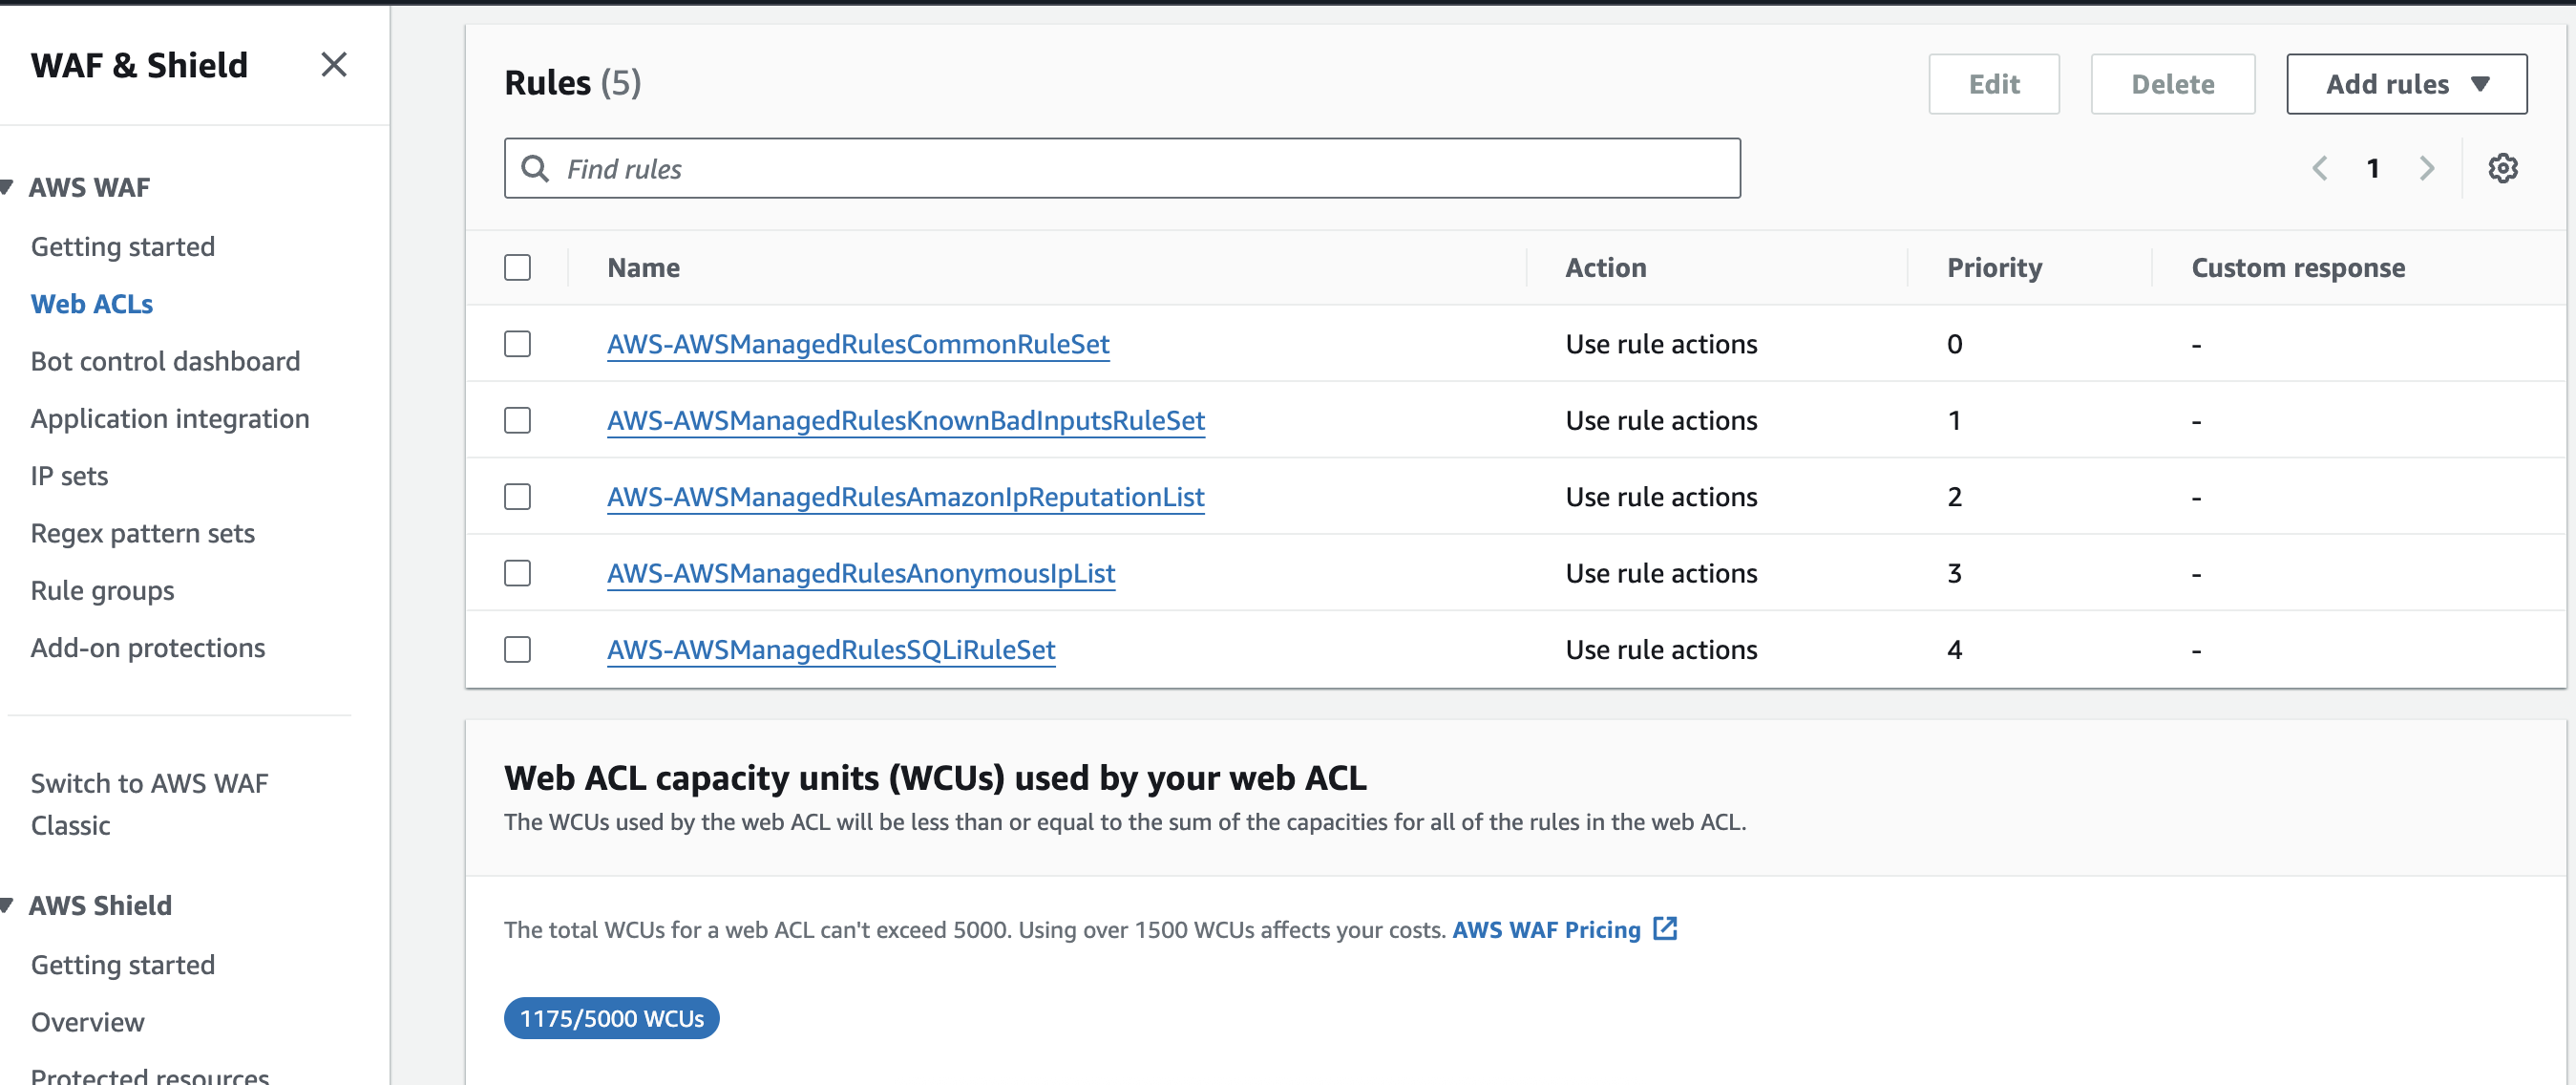 WAF & Shield
AWS WAF
Getting started
Web ACLs
Bot control dashboard
Application integration
IP sets
Regex pattern sets
Rule groups
Add-on protections
Switch to AWS WAF
Classic
AWS Shield
Getting started
Overview
Protected resources
Rules (5)
Edit
Delete
Add rules
Find rules
1
Name Action Priority Custom response
AWS-AWSManagedRulesCommonRuleSet Use rule actions 0 -
AWS-AWSManagedRulesKnownBadInputsRuleSet Use rule actions 1 -
AWS-AWSManagedRulesAmazonIpReputationList Use rule actions 2 -
AWS-AWSManagedRulesAnonymousIpList Use rule actions 3 -
AWS-AWSManagedRulesSQLiRuleSet Use rule actions 4 -
Web ACL capacity units (WCUs) used by your web ACL
The WCUs used by the web ACL will be less than or equal to the sum of the capacities for all of the rules in the web ACL.
The total WCUs for a web ACL can't exceed 5000. Using over 1500 WCUs affects your costs. AWS WAF Pricing
1175/5000 WCUs